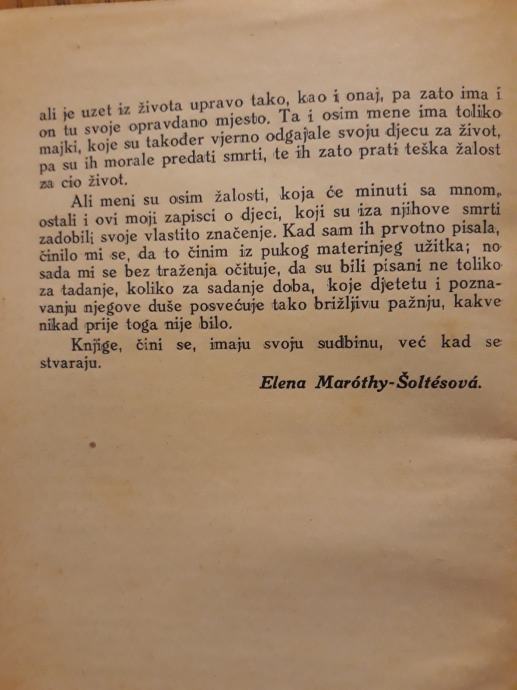 ali je uzet iz života upravo tako, kao i onaj, pa zato ima i
on tu svoje opravdano mjesto. Ta i osim mene ima toliko
majki, koje su također vjerno odgajale svoju djecu za život,
pa su ih morale predati smrti, te ih zato prati teška žalost
za cio život.
Ali meni su osim žalosti, koja će minuti sa mnom,
ostali i ovi moji zapisci o djeci, koji su iza njihove smrti
zadobili svoje vlastito značenje. Kad sam ih prvotno pisala,
činilo mi se, da to činim iz pukog materinjeg užitka; no
sada mi se bez traženja očituje, da su bili pisani ne toliko
za tadanje, koliko za sadanje doba, koje djetetu i pozna-
vanju njegove duše posvećuje tako brižljivu pažnju, kakve
nikad prije toga nije bilo.
Knjige, čini se, imaju svoju sudbinu, već kad se
stvaraju.
Elena Maróthy-Šoltésová.